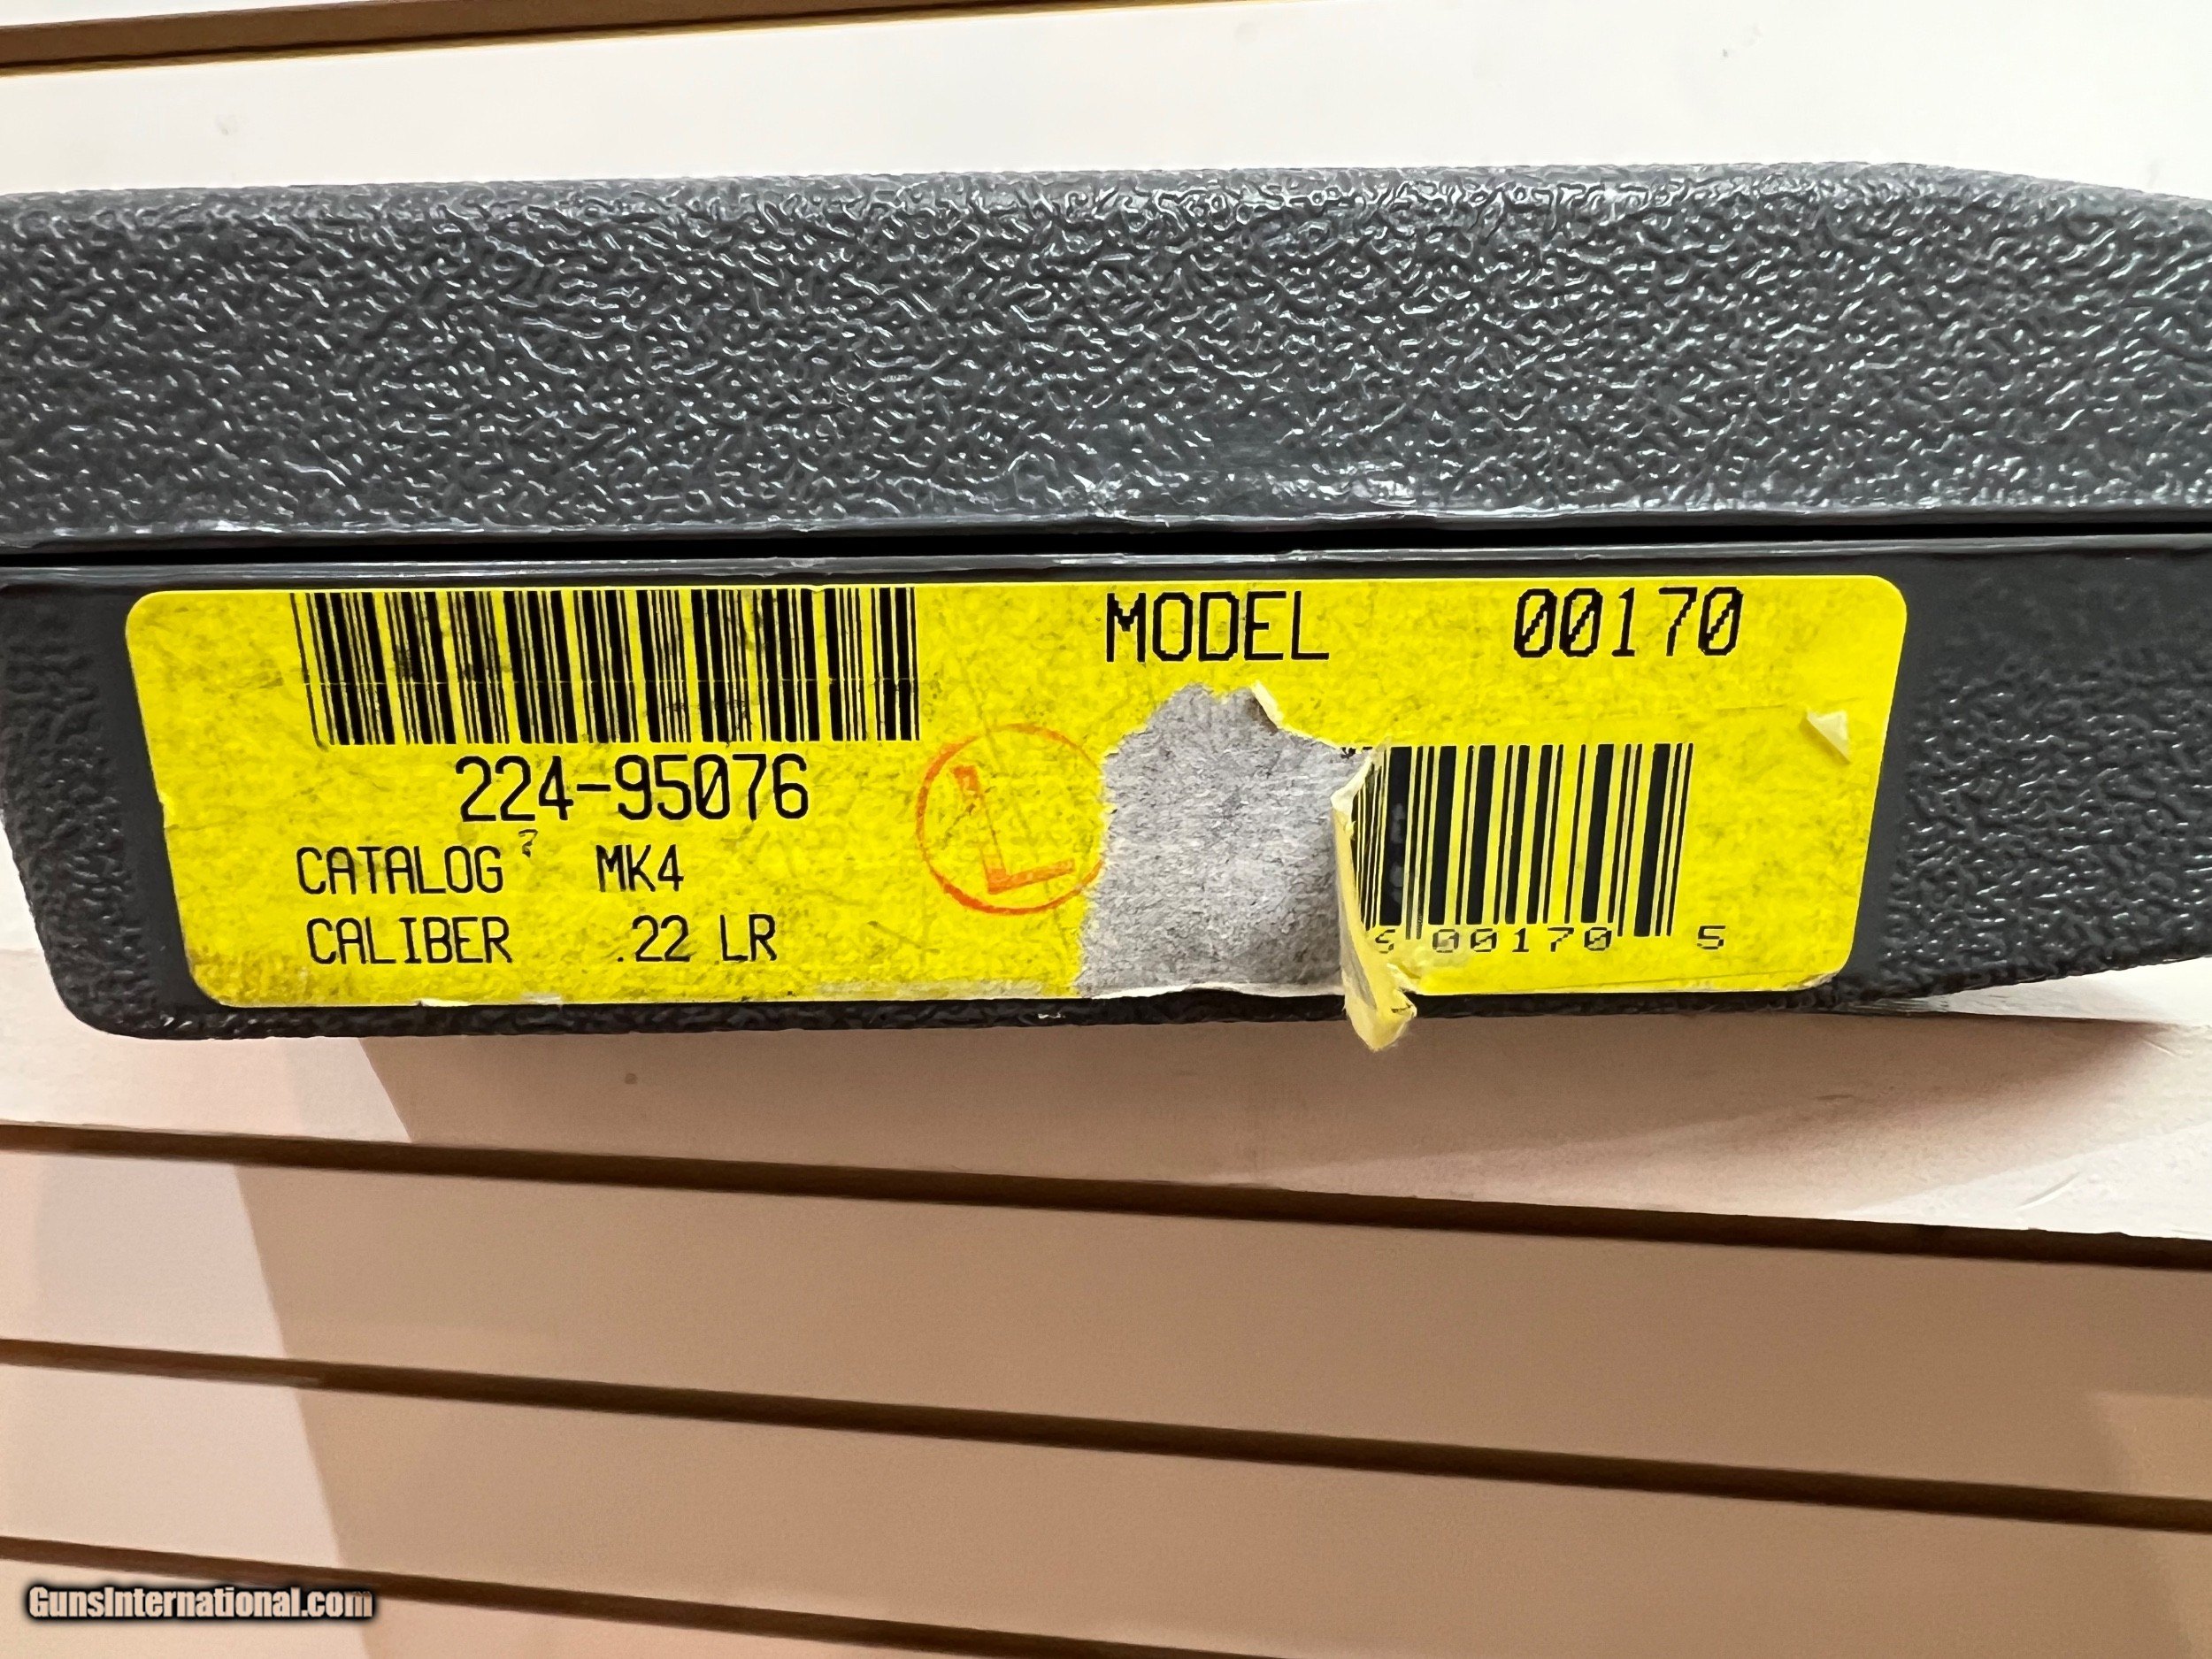 MODEL 00170
224-95076
L
CATALOG ? MK4
CALIBER .22 LR
00170 5
GunsInternational.com